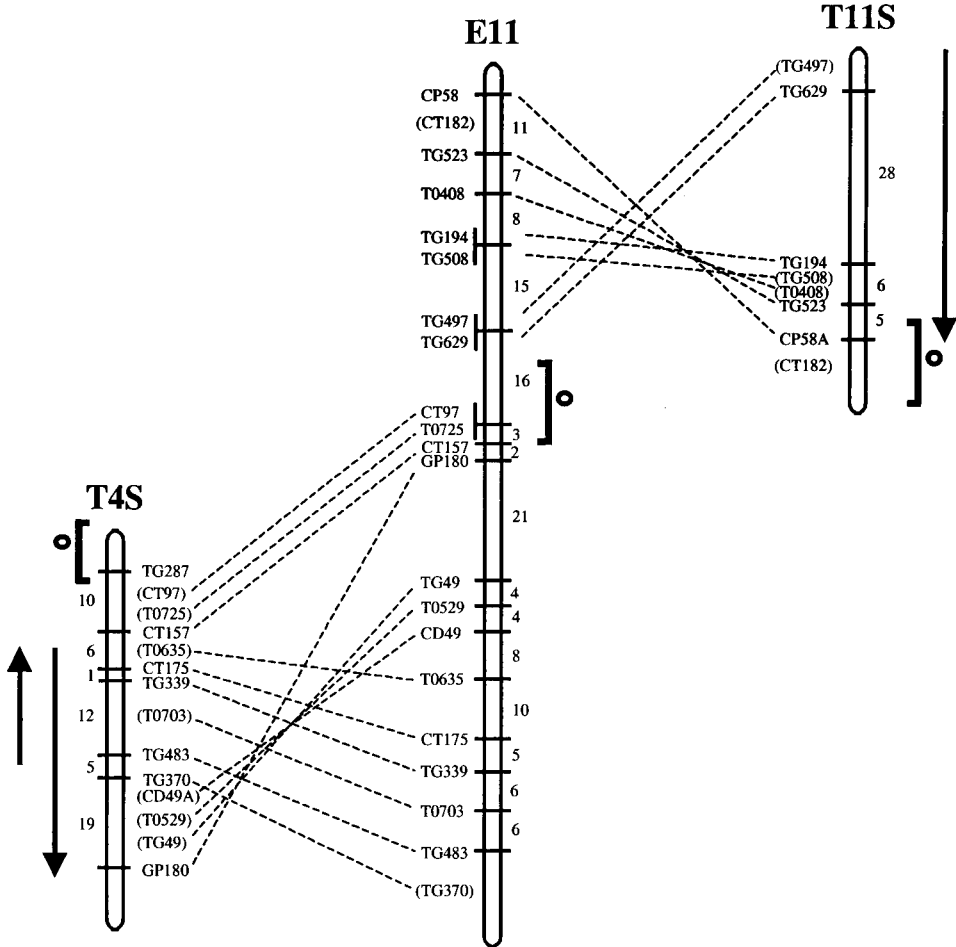 E11
CP58
(CT182)
TG523
T0408
TG194
TG508
TG497
TG629
CT97
T0725
CT157
GP180
TG49
T0529
CD49
T0635
CT175
TG339
T0703
TG483
(TG370)
11
7
8
15
16
3
2
21
4
4
8
10
5
6
6
T11S
(TG497)
TG629
TG194
(TG508)
(T0408)
TG523
CP58A
(CT182)
28
6
5
T4S
TG287
(CT97)
(T0725)
CT157
(T0635)
CT175
TG339
(T0703)
TG483
TG370
(CD49A)
(T0529)
(TG49)
GP180
10
6
1
12
5
19